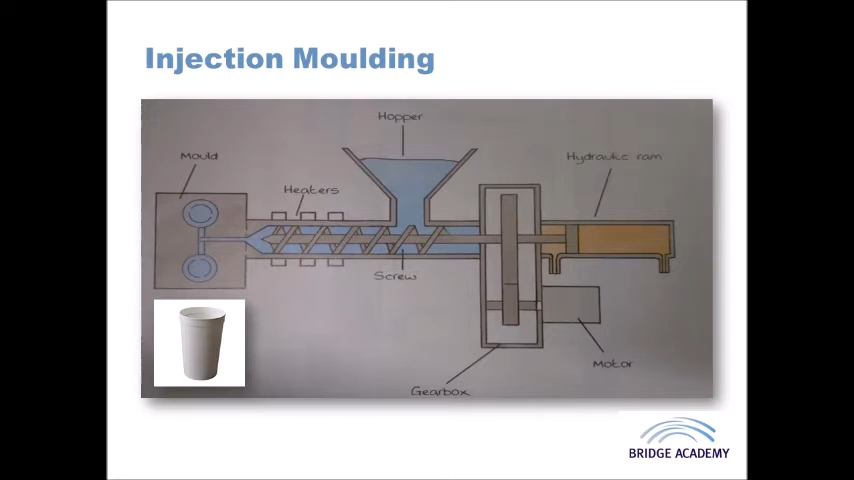 Injection Moulding
Hopper
Mould
Hydraulic ram
Heaters
Screw
Motor
Gearbox
BRIDGE ACADEMY